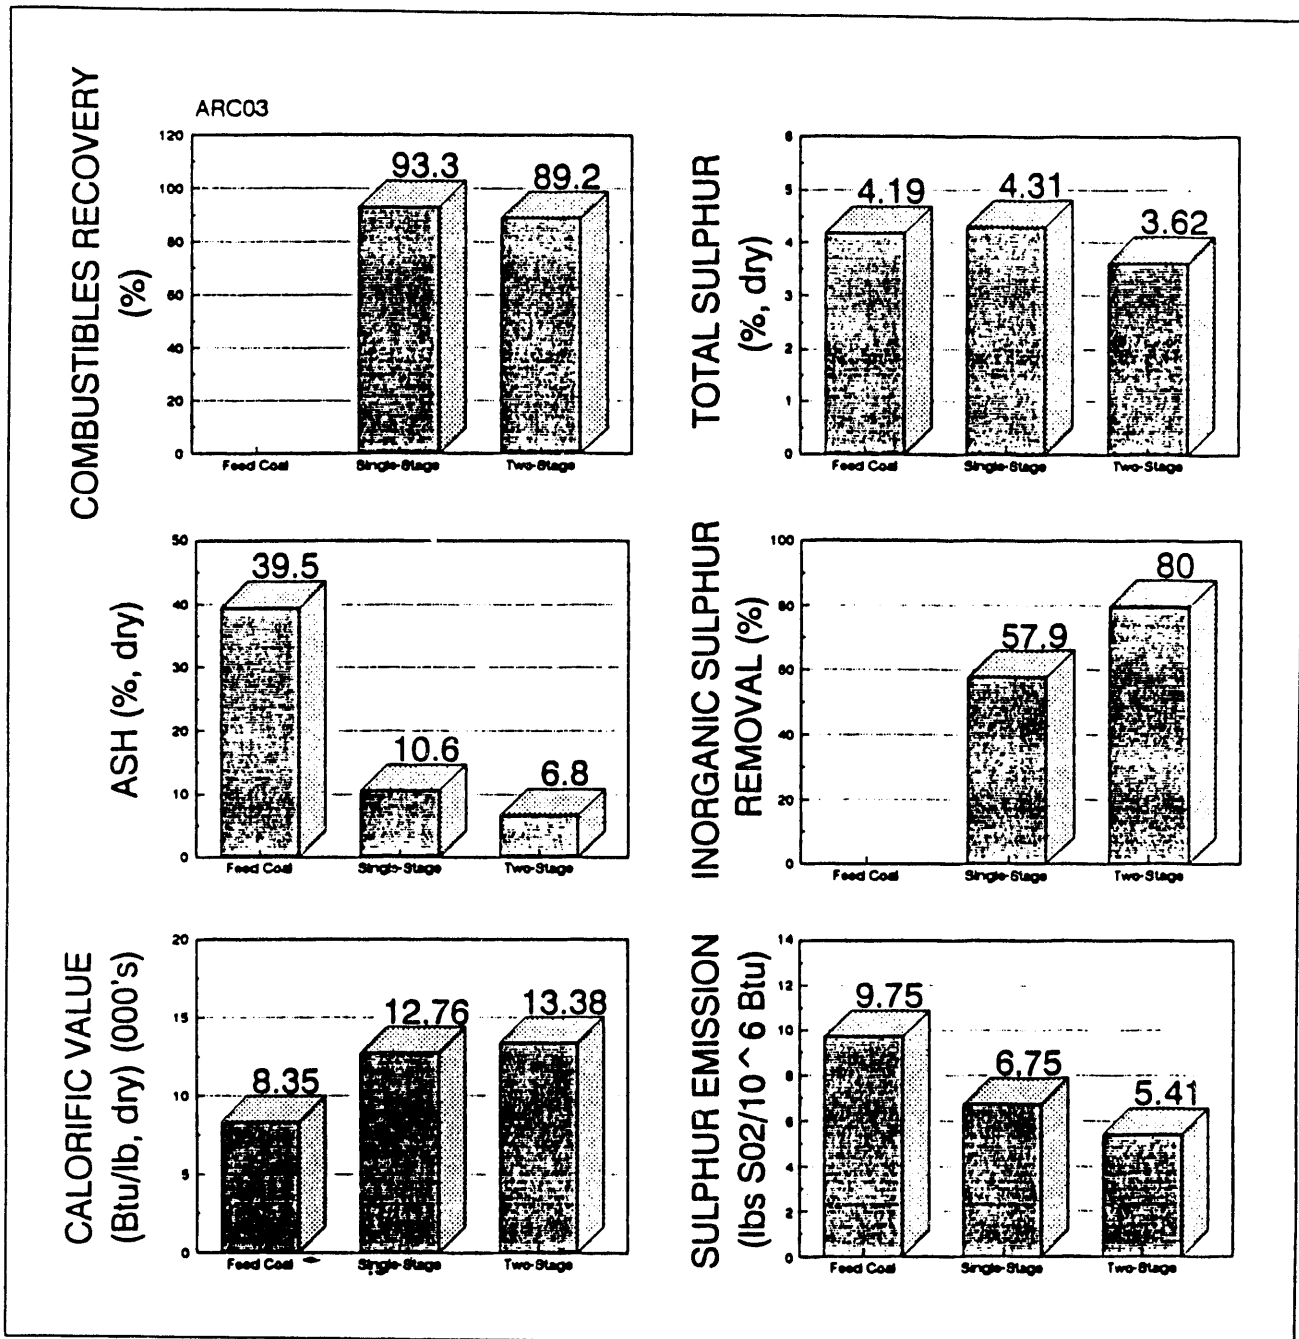 ARC03
COMBUSTIBLES RECOVERY
(%)
120
100
80
60
40
20
0
93.3
89.2
Feed Coal
Single-Stage
Two-Stage
TOTAL SULPHUR
(%, dry)
6
5
4
3
2
1
0
4.19
4.31
3.62
Feed Coal
Single-Stage
Two-Stage
ASH (%, dry)
50
40
30
20
10
0
39.5
10.6
6.8
Feed Coal
Single-Stage
Two-Stage
INORGANIC SULPHUR
REMOVAL (%)
100
80
60
40
20
0
57.9
80
Feed Coal
Single-Stage
Two-Stage
CALORIFIC VALUE
(Btu/lb, dry) (000's)
20
15
10
5
0
8.35
12.76
13.38
Feed Coal
Single-Stage
Two-Stage
SULPHUR EMISSION
(lbs S02/10^6 Btu)
14
12
10
8
6
4
2
0
9.75
6.75
5.41
Feed Coal
Single-Stage
Two-Stage